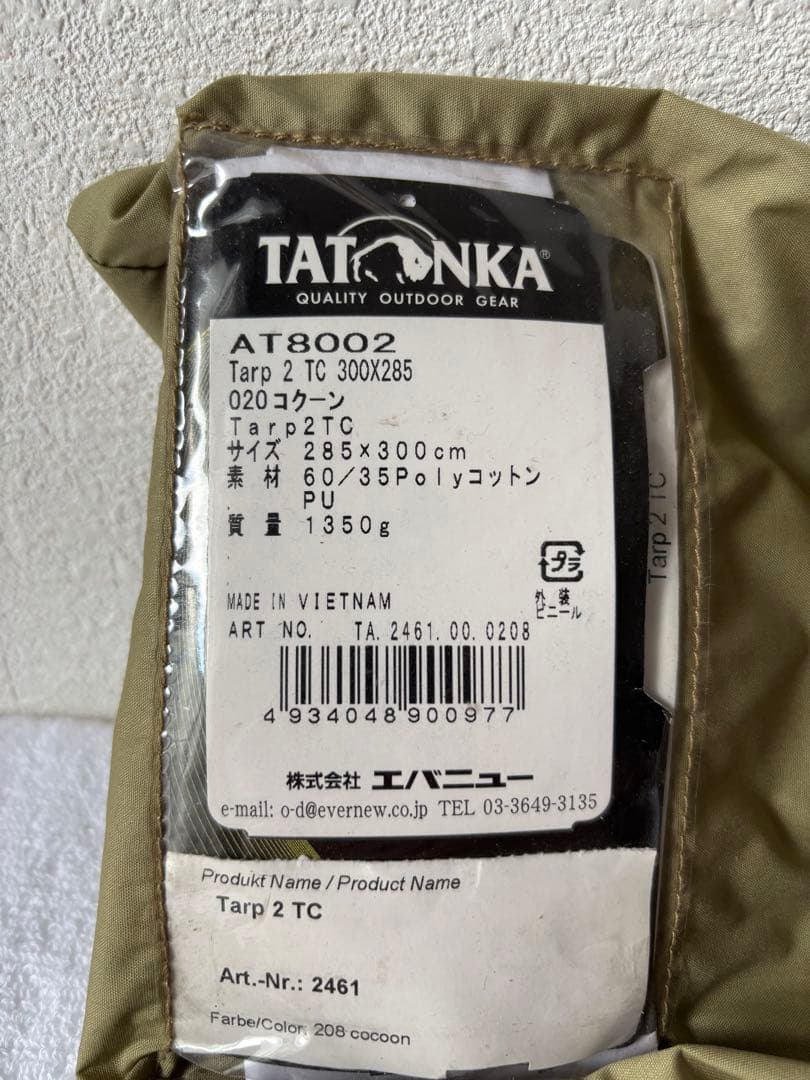 TATONKA®
QUALITY OUTDOOR GEAR
AT8002
Tarp 2 TC 300X285
020コクーン
Tarp2TC
サイズ 285×300cm
素 材 60/35Polyコットン
PU
質 量 1350g
プラ
外 装
ビニール
MADE IN VIETNAM
ART NO. TA.2461.00.0208
4934048900977
株式会社 エバニュー
e-mail: o-d@evernew.co.jp TEL 03-3649-3135
Tarp 2 TC
Produkt Name / Product Name
Tarp 2 TC
Art.-Nr.: 2461
Farbe/Color: 208 cocoon